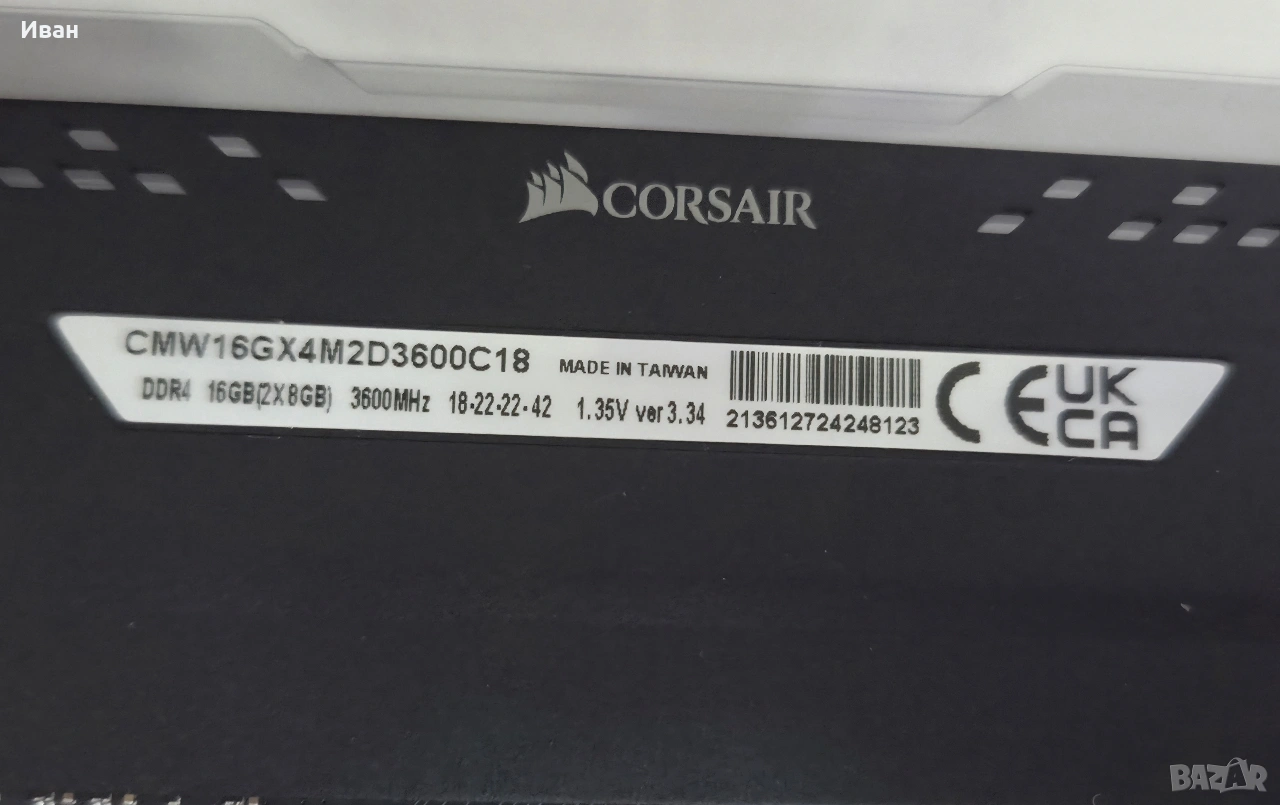 Иван
CORSAIR
CMW16GX4M2D3600C18 MADE IN TAIWAN
DDR4 16GB(2X8GB) 3600MHz 18-22-22-42 1.35V ver3.34 213612724248123
CE UK
CA
BAZAR